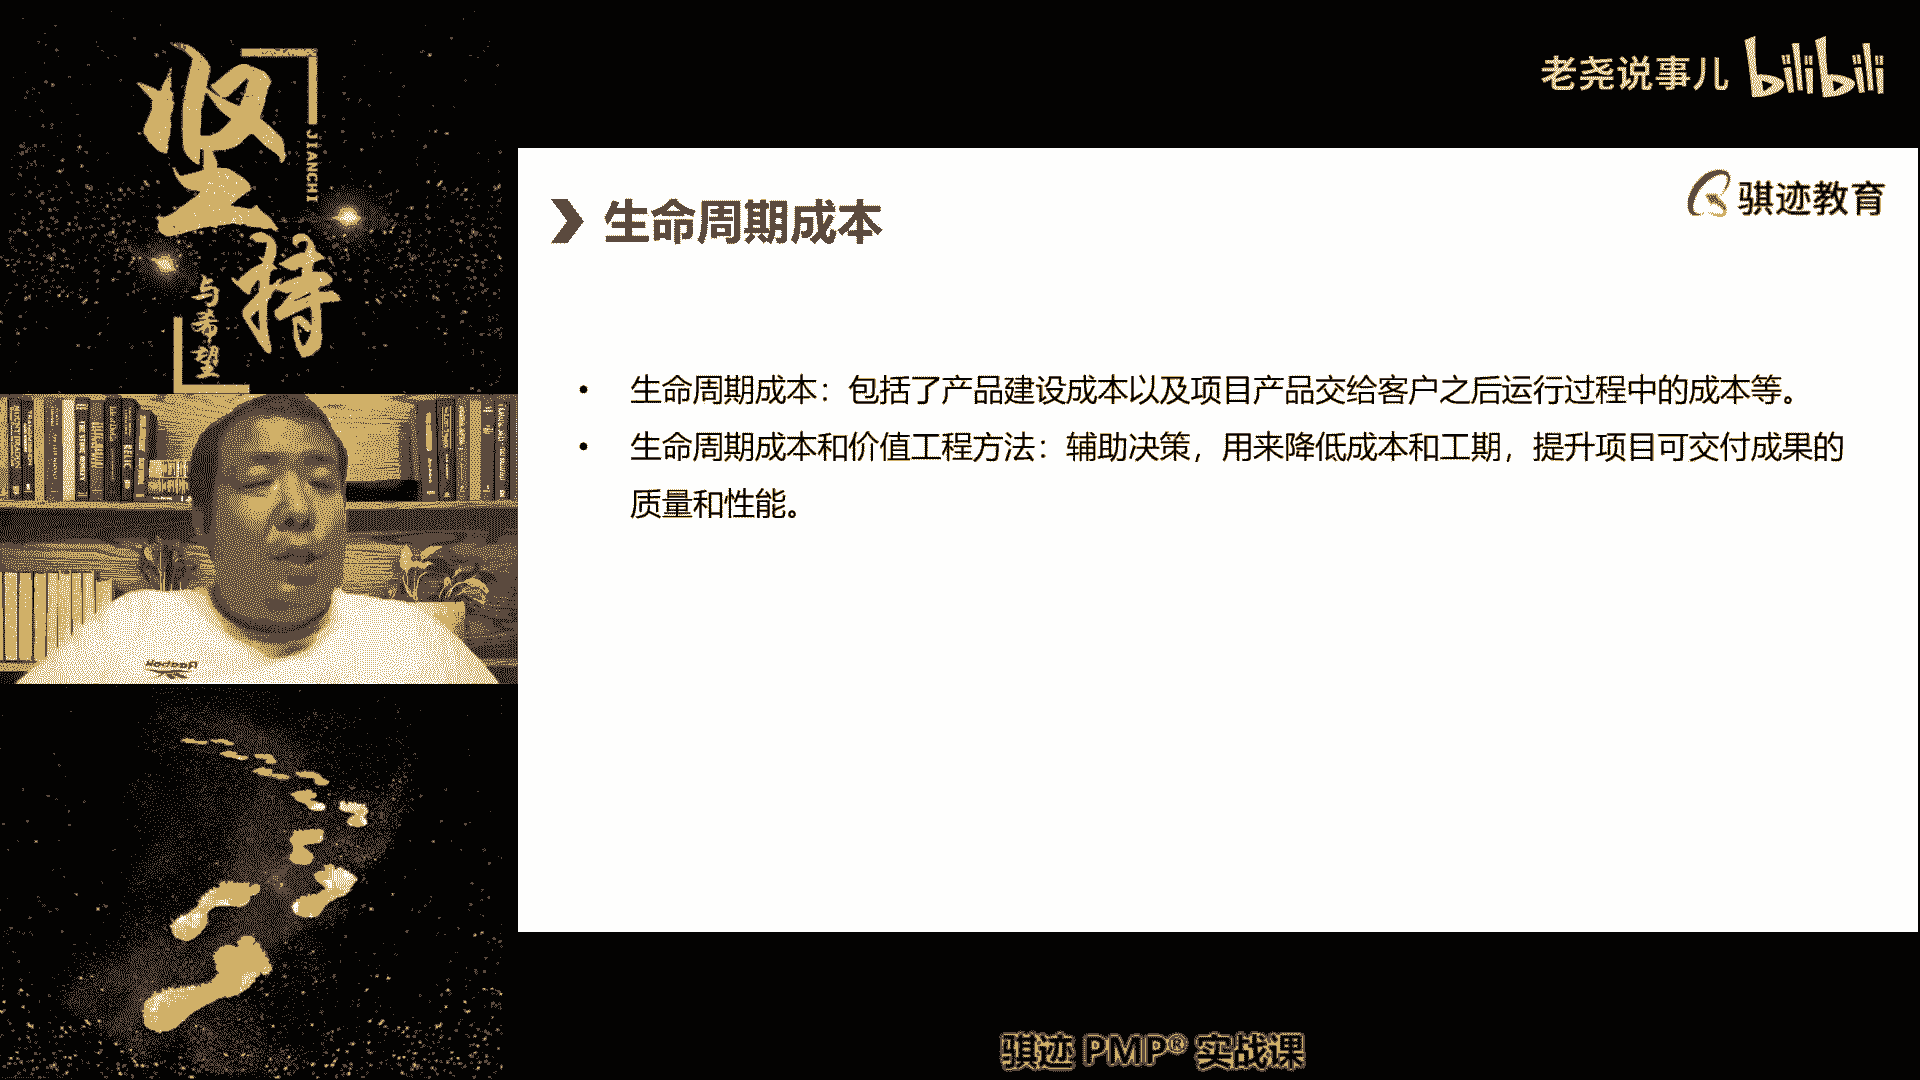 坚持
JIANCHI
与希望
老尧说事儿 bilibili
骐迹教育
生命周期成本
• 生命周期成本：包括了产品建设成本以及项目产品交给客户之后运行过程中的成本等。
• 生命周期成本和价值工程方法：辅助决策，用来降低成本和工期，提升项目可交付成果的
质量和性能。
骐迹 PMP® 实战课